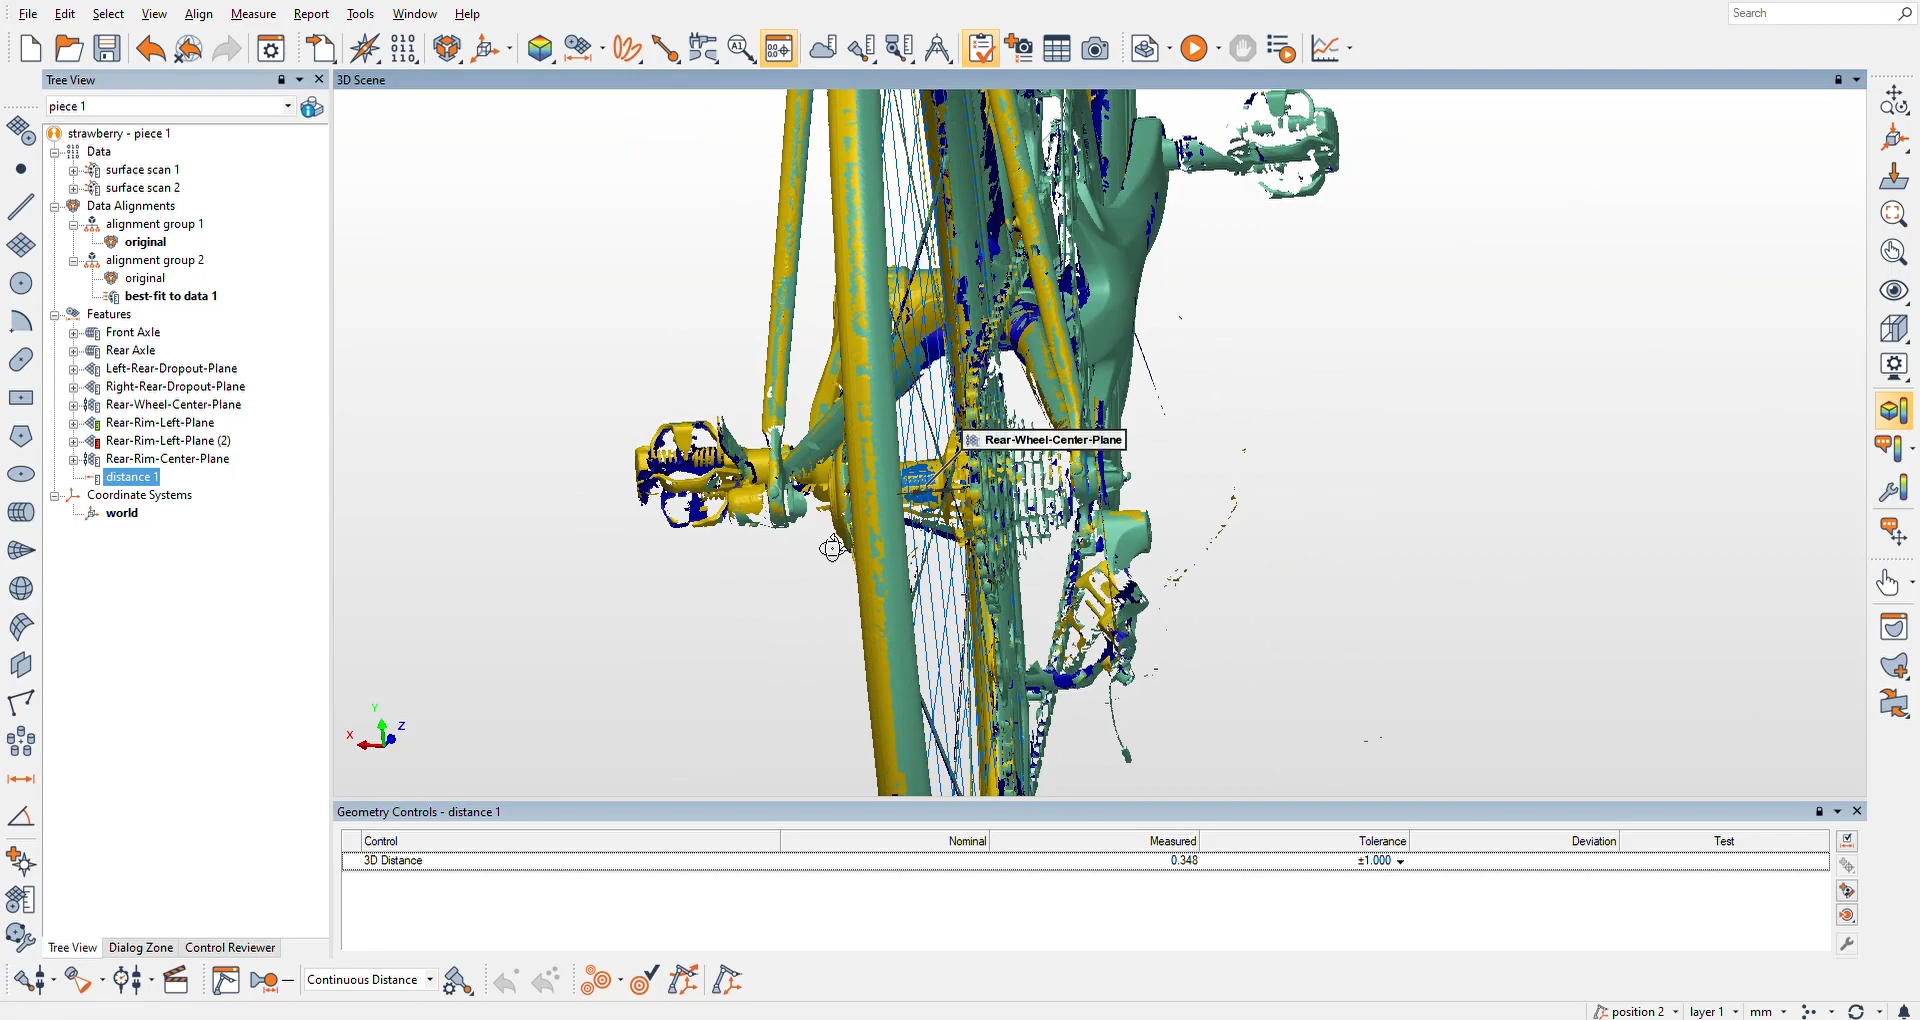 File Edit Select View Align Measure Report Tools Window Help
Search
A1
0.0
Tree View
3D Scene
piece 1
strawberry - piece 1
Data
surface scan 1
surface scan 2
Data Alignments
alignment group 1
original
alignment group 2
original
best-fit to data 1
Features
Front Axle
Rear Axle
Left-Rear-Dropout-Plane
Right-Rear-Dropout-Plane
Rear-Wheel-Center-Plane
Rear-Rim-Left-Plane
Rear-Rim-Left-Plane (2)
Rear-Rim-Center-Plane
distance 1
Coordinate Systems
world
Rear-Wheel-Center-Plane
Y
X
Z
Geometry Controls - distance 1
Control Nominal Measured Tolerance Deviation Test
3D Distance 0.348 ±1.000
Tree View Dialog Zone Control Reviewer
Continuous Distance
position 2 layer 1 mm